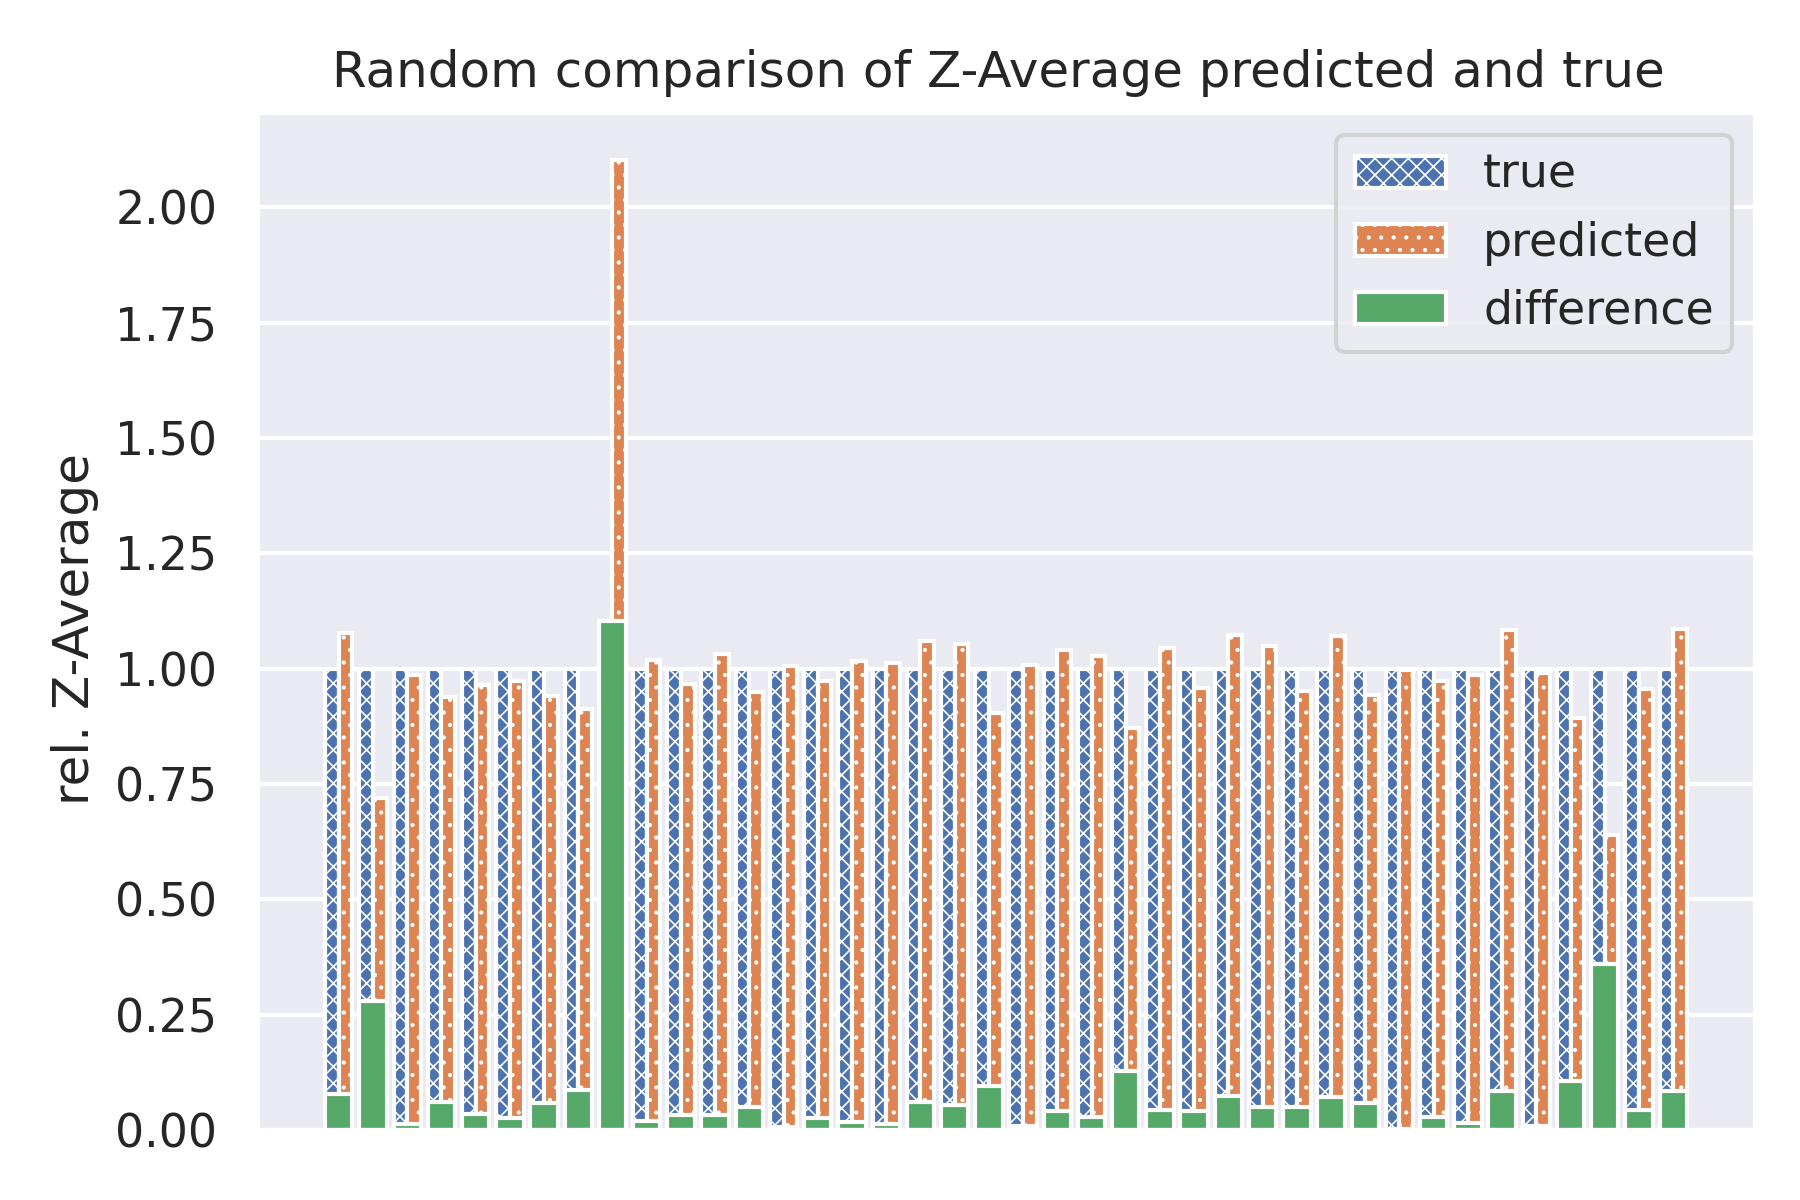 Random comparison of Z-Average predicted and true
true
predicted
difference
rel. Z-Average
2.00
1.75
1.50
1.25
1.00
0.75
0.50
0.25
0.00